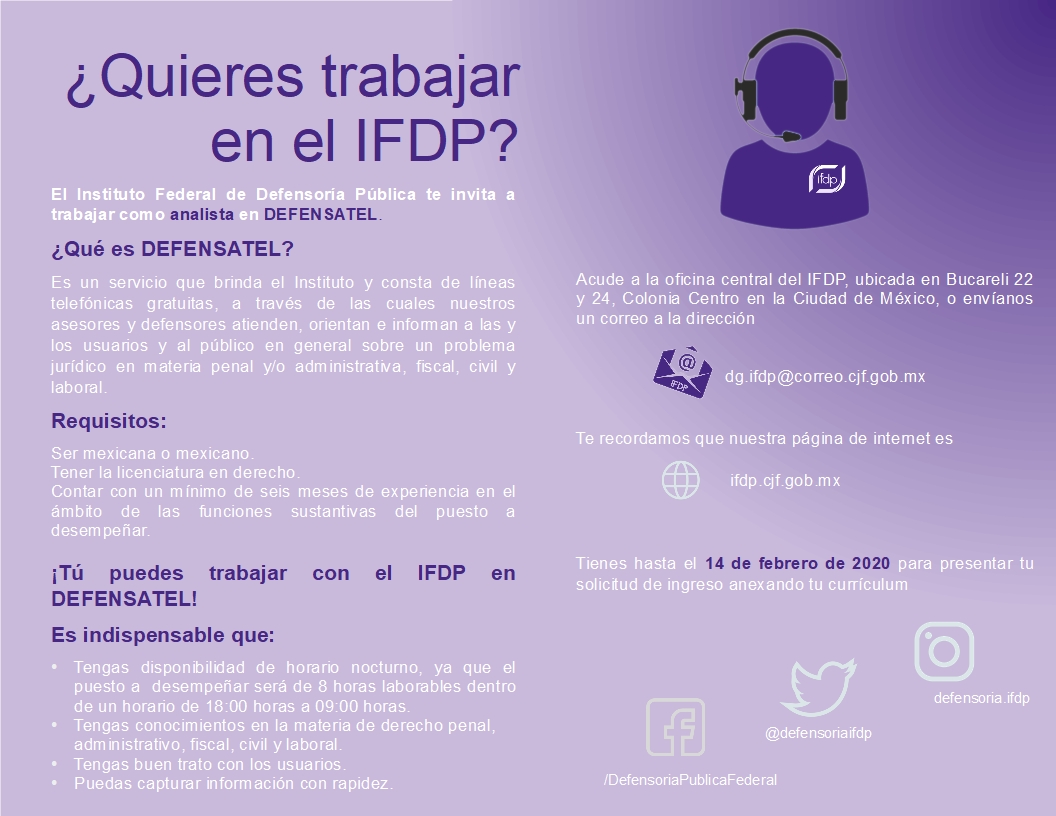 ¿Quieres trabajar
en el IFDP?
El Instituto Federal de Defensoría Pública te invita a
trabajar como analista en DEFENSATEL.
¿Qué es DEFENSATEL?
Es un servicio que brinda el Instituto y consta de líneas
telefónicas gratuitas, a través de las cuales nuestros
asesores y defensores atienden, orientan e informan a las y
los usuarios y al público en general sobre un problema
jurídico en materia penal y/o administrativa, fiscal, civil y
laboral.
Requisitos:
Ser mexicana o mexicano.
Tener la licenciatura en derecho.
Contar con un mínimo de seis meses de experiencia en el
ámbito de las funciones sustantivas del puesto a
desempeñar.
¡Tú puedes trabajar con el IFDP en
DEFENSATEL!
Es indispensable que:
• Tengas disponibilidad de horario nocturno, ya que el
puesto a desempeñar será de 8 horas laborables dentro
de un horario de 18:00 horas a 09:00 horas.
• Tengas conocimientos en la materia de derecho penal,
administrativo, fiscal, civil y laboral.
• Tengas buen trato con los usuarios.
• Puedas capturar información con rapidez.
ifdp
Acude a la oficina central del IFDP, ubicada en Bucareli 22
y 24, Colonia Centro en la Ciudad de México, o envíanos
un correo a la dirección
@
IFDP
dg.ifdp@correo.cjf.gob.mx
Te recordamos que nuestra página de internet es
ifdp.cjf.gob.mx
Tienes hasta el 14 de febrero de 2020 para presentar tu
solicitud de ingreso anexando tu currículum
defensoria.ifdp
@defensoriaifdp
/DefensoriaPublicaFederal